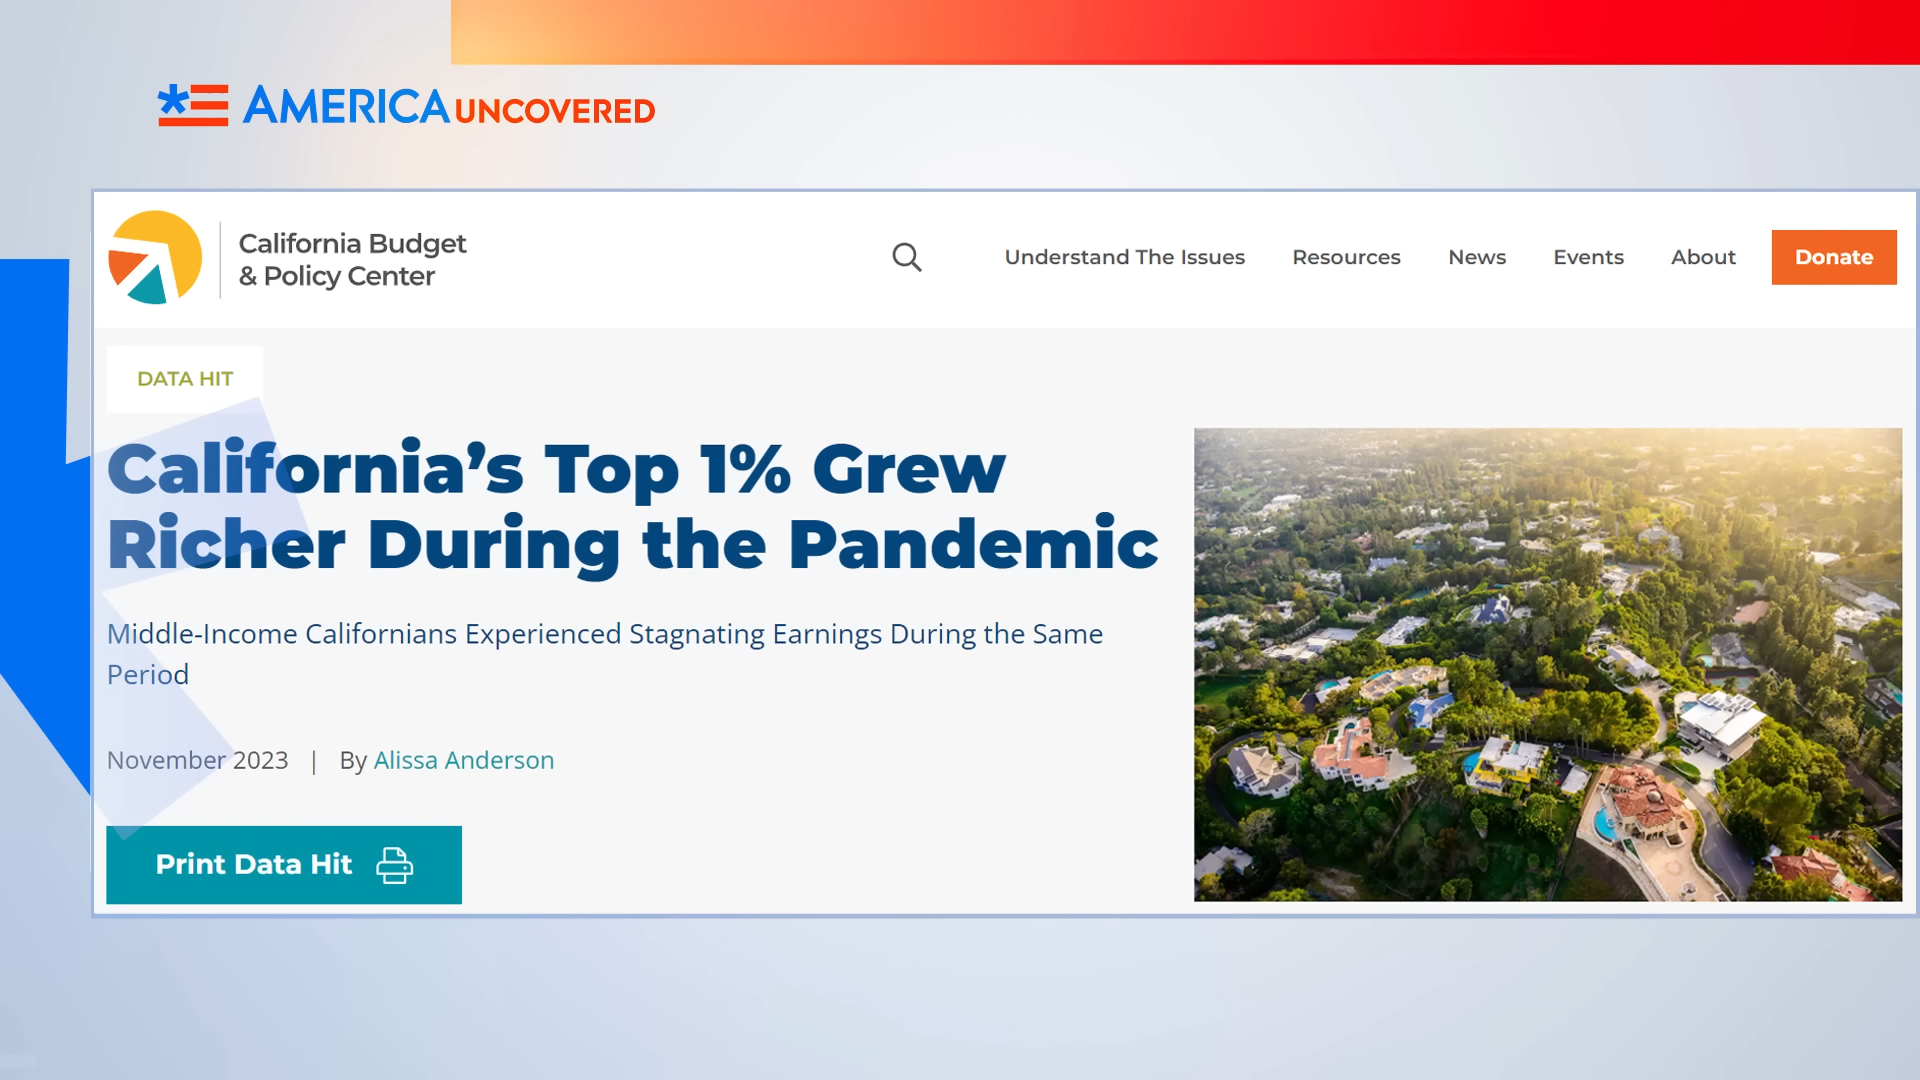 AMERICA UNCOVERED
California Budget
& Policy Center
Understand The Issues
Resources
News
Events
About
Donate
DATA HIT
California’s Top 1% Grew
Richer During the Pandemic
Middle-Income Californians Experienced Stagnating Earnings During the Same
Period
November 2023 | By Alissa Anderson
Print Data Hit